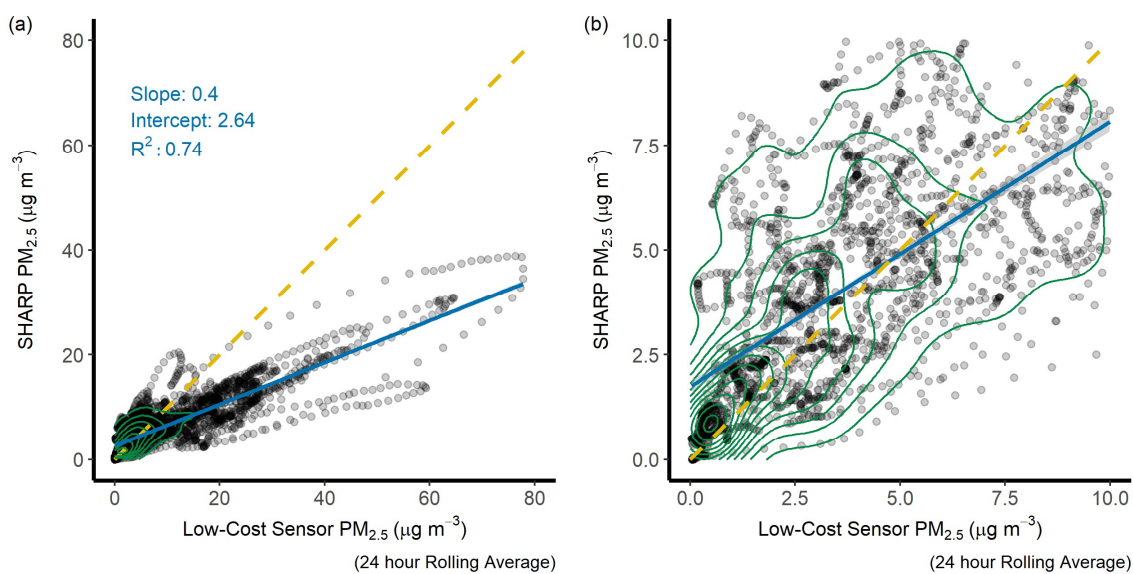 (a)
80
60
40
20
0
SHARP PM₂.₅ (µg m⁻³)
Slope: 0.4
Intercept: 2.64
R² : 0.74
0 20 40 60 80
Low-Cost Sensor PM₂.₅ (µg m⁻³)
(24 hour Rolling Average)
(b)
10.0
7.5
5.0
2.5
0.0
SHARP PM₂.₅ (µg m⁻³)
0.0 2.5 5.0 7.5 10.0
Low-Cost Sensor PM₂.₅ (µg m⁻³)
(24 hour Rolling Average)